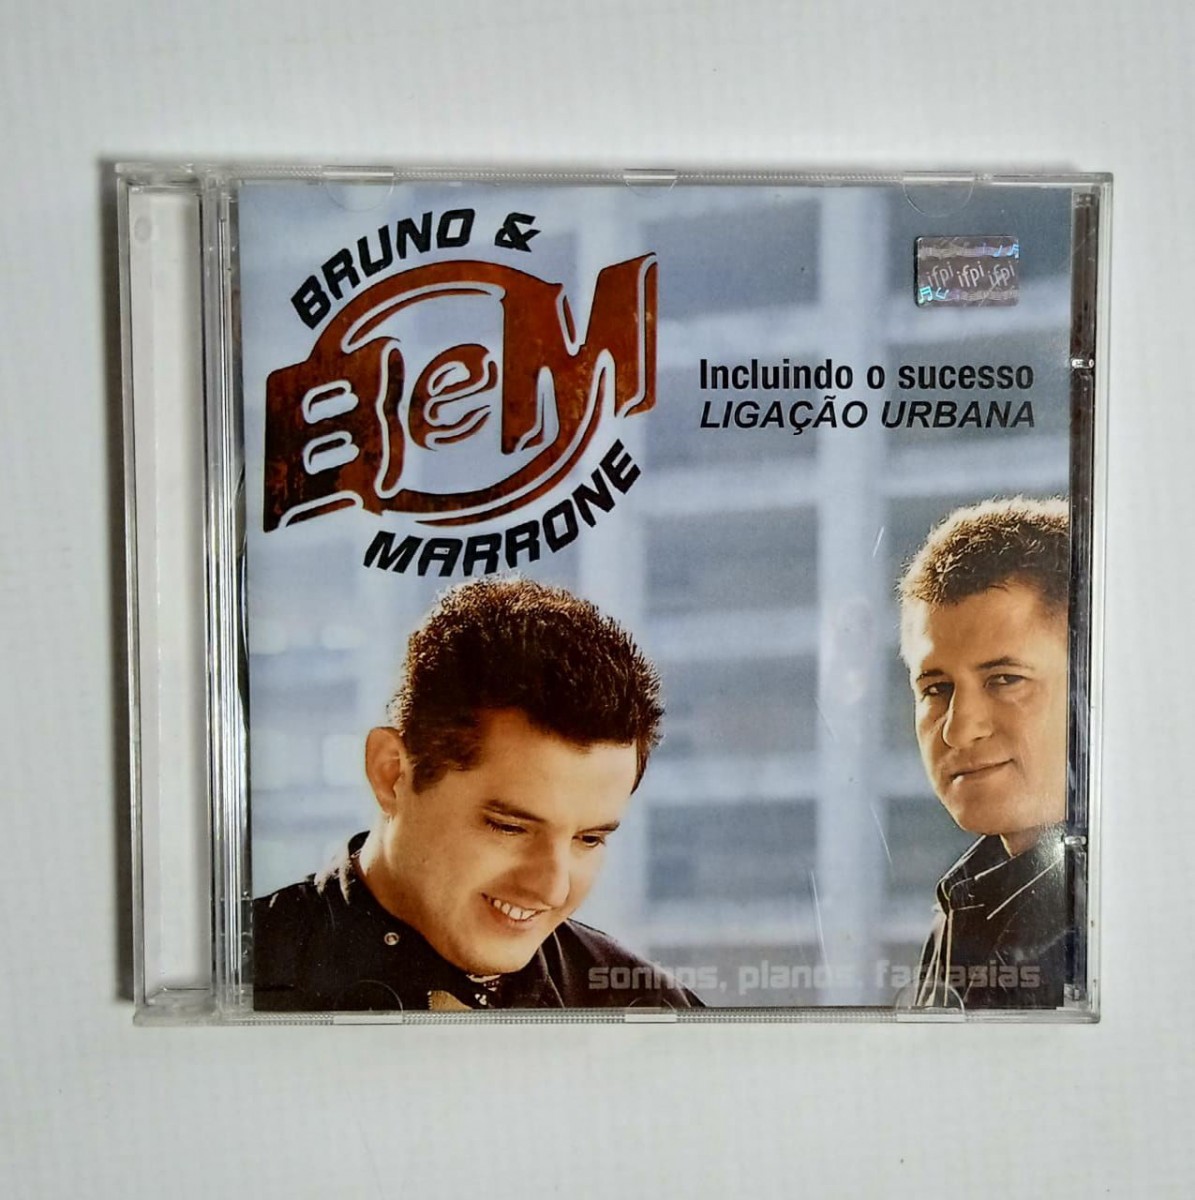 BRUNO &
BeM
MARRONE
ifpi ifpi ifpi
Incluindo o sucesso
LIGAÇÃO URBANA
sonhos, planos, fantasias